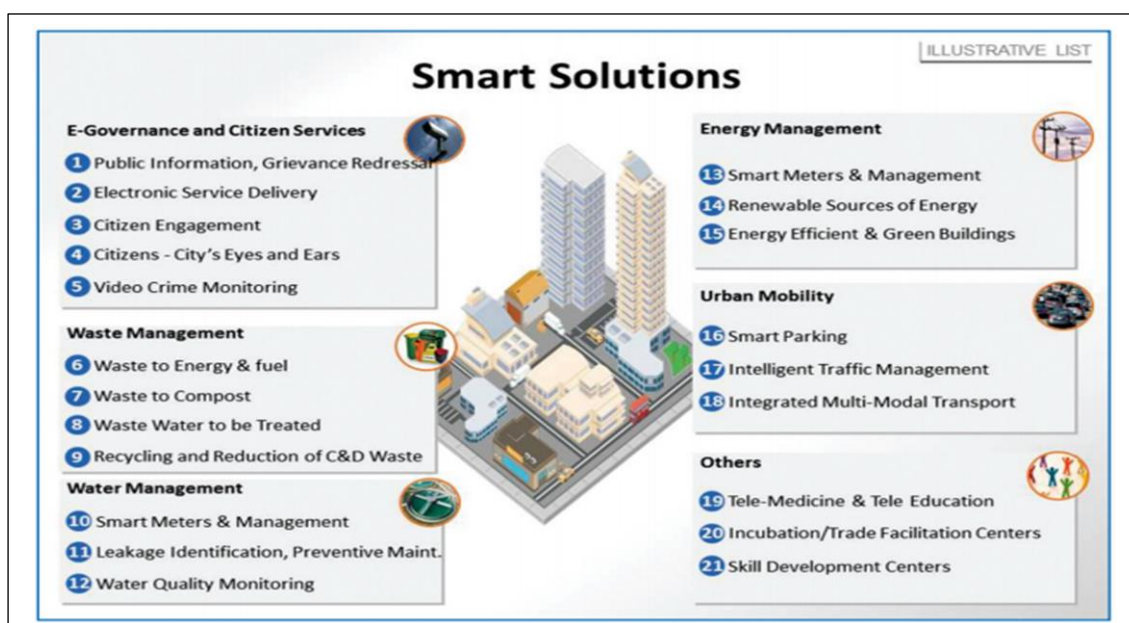 ILLUSTRATIVE LIST
Smart Solutions
E-Governance and Citizen Services
1 Public Information, Grievance Redressal
2 Electronic Service Delivery
3 Citizen Engagement
4 Citizens - City's Eyes and Ears
5 Video Crime Monitoring
Waste Management
6 Waste to Energy & fuel
7 Waste to Compost
8 Waste Water to be Treated
9 Recycling and Reduction of C&D Waste
Water Management
10 Smart Meters & Management
11 Leakage Identification, Preventive Maint.
12 Water Quality Monitoring
Energy Management
13 Smart Meters & Management
14 Renewable Sources of Energy
15 Energy Efficient & Green Buildings
Urban Mobility
16 Smart Parking
17 Intelligent Traffic Management
18 Integrated Multi-Modal Transport
Others
19 Tele-Medicine & Tele Education
20 Incubation/Trade Facilitation Centers
21 Skill Development Centers